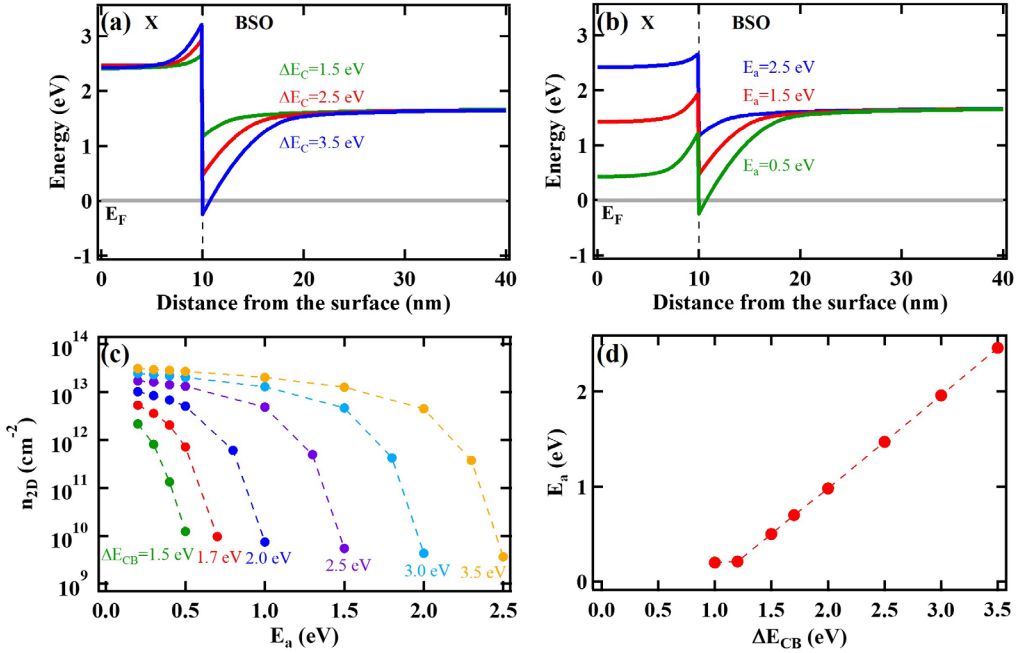 (a)
X
BSO
ΔE_C=1.5 eV
ΔE_C=2.5 eV
ΔE_C=3.5 eV
E_F
3
2
1
0
-1
Energy (eV)
0
10
20
30
40
Distance from the surface (nm)
(b)
X
BSO
E_a=2.5 eV
E_a=1.5 eV
E_a=0.5 eV
E_F
3
2
1
0
-1
Energy (eV)
0
10
20
30
40
Distance from the surface (nm)
(c)
10^14
10^13
10^12
10^11
10^10
10^9
n_2D (cm^-2)
ΔE_CB=1.5 eV
1.7 eV
2.0 eV
2.5 eV
3.0 eV
3.5 eV
0.0
0.5
1.0
1.5
2.0
2.5
E_a (eV)
(d)
2
1
0
E_a (eV)
0.0
0.5
1.0
1.5
2.0
2.5
3.0
3.5
ΔE_CB (eV)